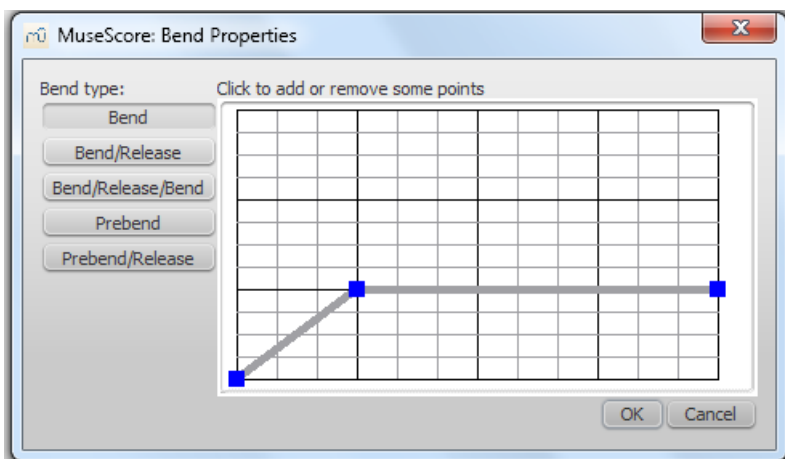 MuseScore: Bend Properties
Bend type:
Click to add or remove some points
Bend
Bend/Release
Bend/Release/Bend
Prebend
Prebend/Release
OK
Cancel